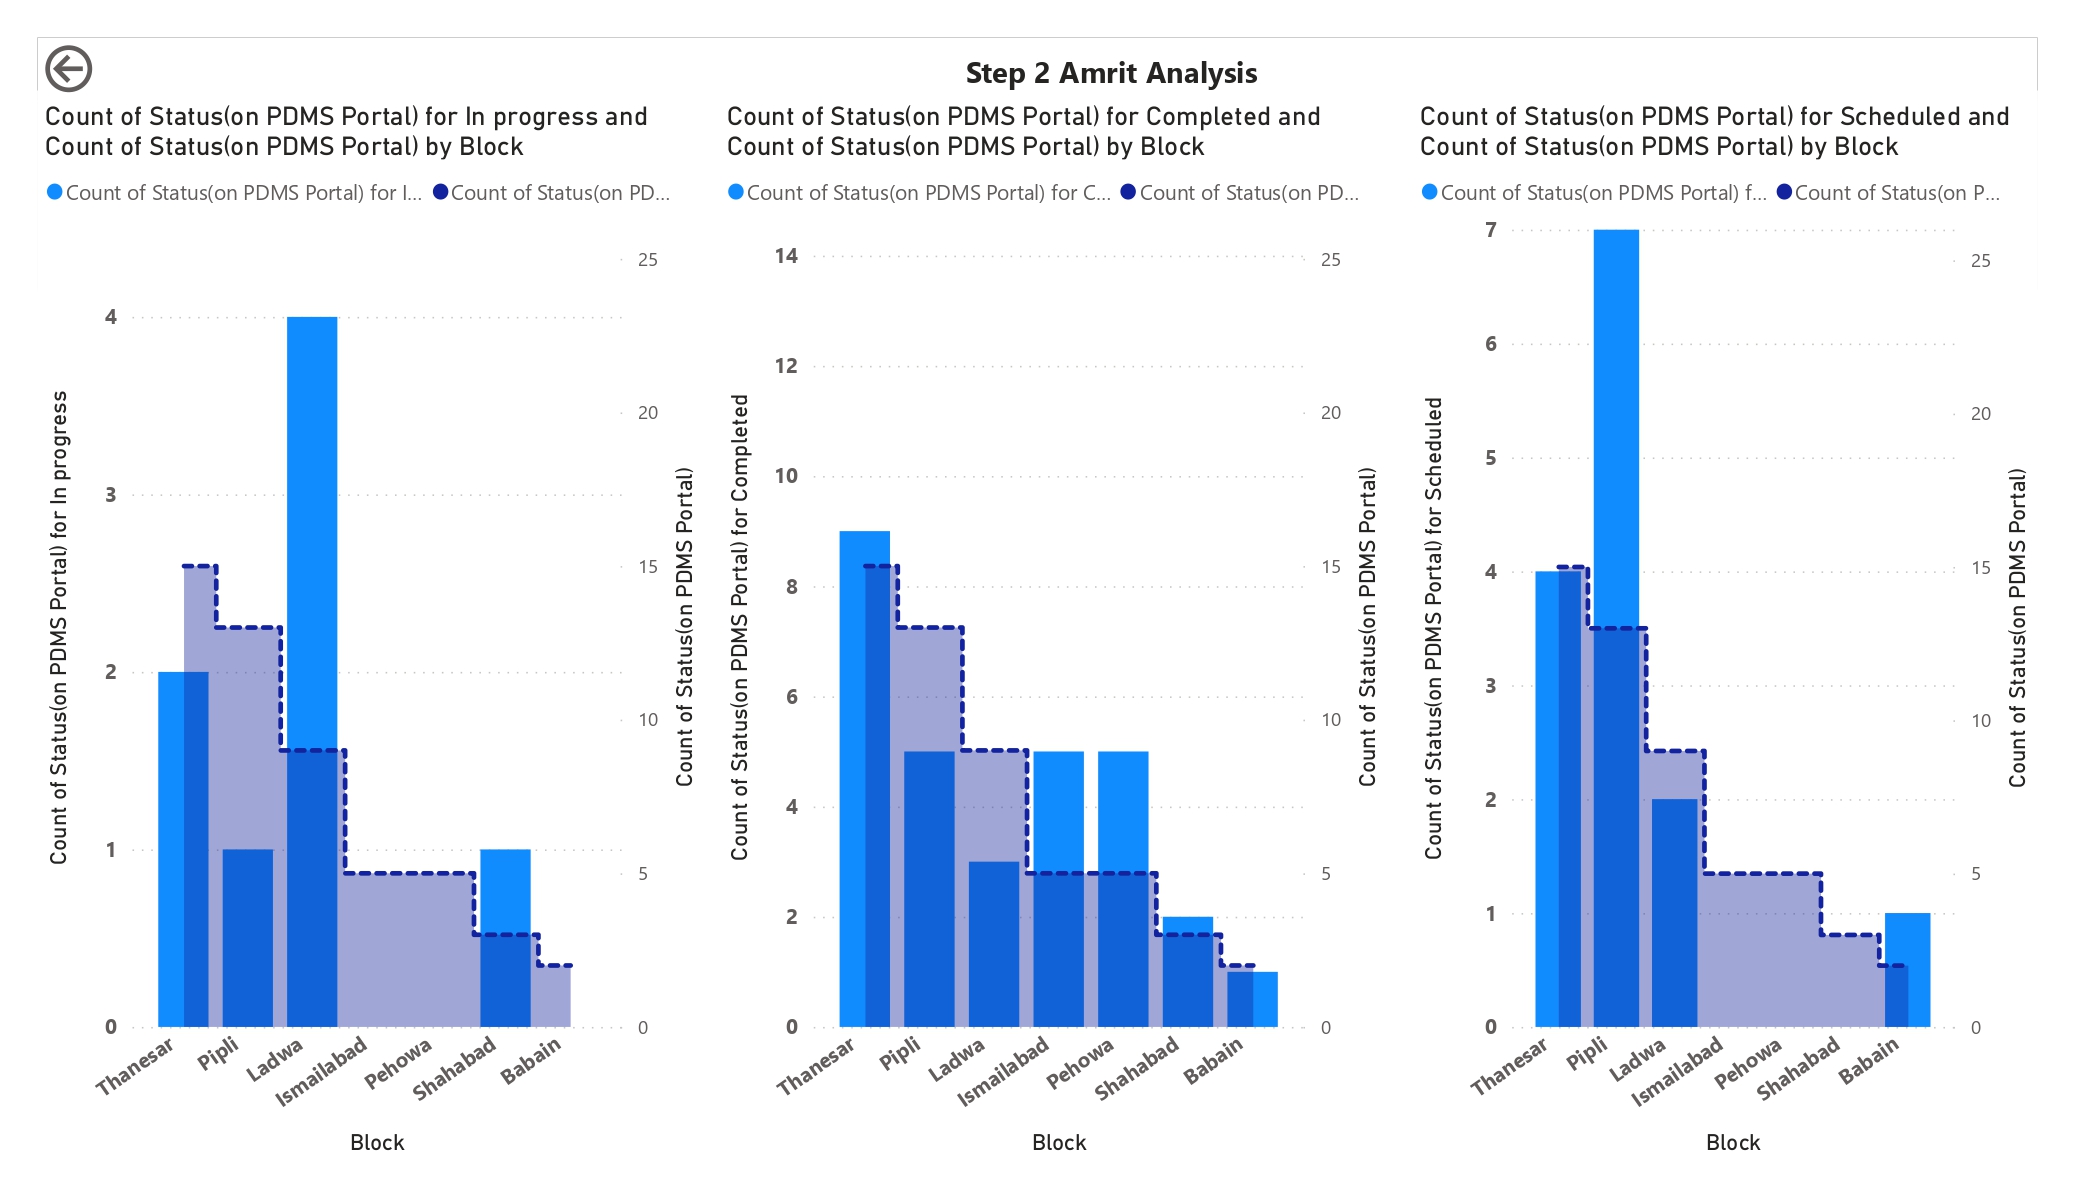 Step 2 Amrit Analysis
Count of Status(on PDMS Portal) for In progress and
Count of Status(on PDMS Portal) by Block
Count of Status(on PDMS Portal) for I... Count of Status(on PD...
25
4
20
3
15
2
10
1
5
0
0
Count of Status(on PDMS Portal) for In progress
Count of Status(on PDMS Portal)
Thanesar
Pipli
Ladwa
Ismailabad
Pehowa
Shahabad
Babain
Block
Count of Status(on PDMS Portal) for Completed and
Count of Status(on PDMS Portal) by Block
Count of Status(on PDMS Portal) for C... Count of Status(on PD...
14
25
12
20
10
15
8
6
10
4
5
2
0
0
Count of Status(on PDMS Portal) for Completed
Count of Status(on PDMS Portal)
Thanesar
Pipli
Ladwa
Ismailabad
Pehowa
Shahabad
Babain
Block
Count of Status(on PDMS Portal) for Scheduled and
Count of Status(on PDMS Portal) by Block
Count of Status(on PDMS Portal) f... Count of Status(on P...
7
25
6
20
5
15
4
3
10
2
5
1
0
0
Count of Status(on PDMS Portal) for Scheduled
Count of Status(on PDMS Portal)
Thanesar
Pipli
Ladwa
Ismailabad
Pehowa
Shahabad
Babain
Block